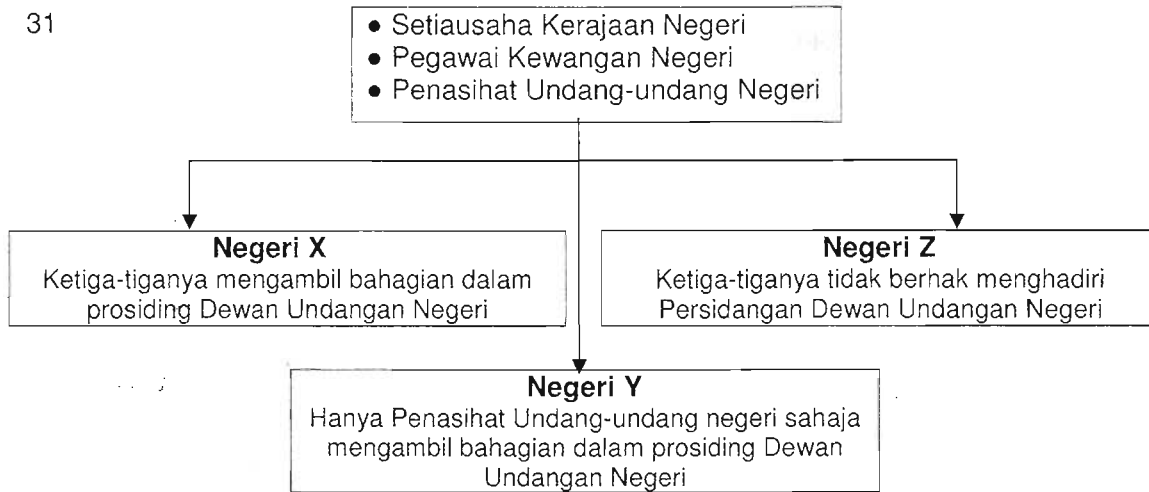 31
• Setiausaha Kerajaan Negeri
• Pegawai Kewangan Negeri
• Penasihat Undang-undang Negeri
Negeri X
Ketiga-tiganya mengambil bahagian dalam
prosiding Dewan Undangan Negeri
Negeri Z
Ketiga-tiganya tidak berhak menghadiri
Persidangan Dewan Undangan Negeri
Negeri Y
Hanya Penasihat Undang-undang negeri sahaja
mengambil bahagian dalam prosiding Dewan
Undangan Negeri